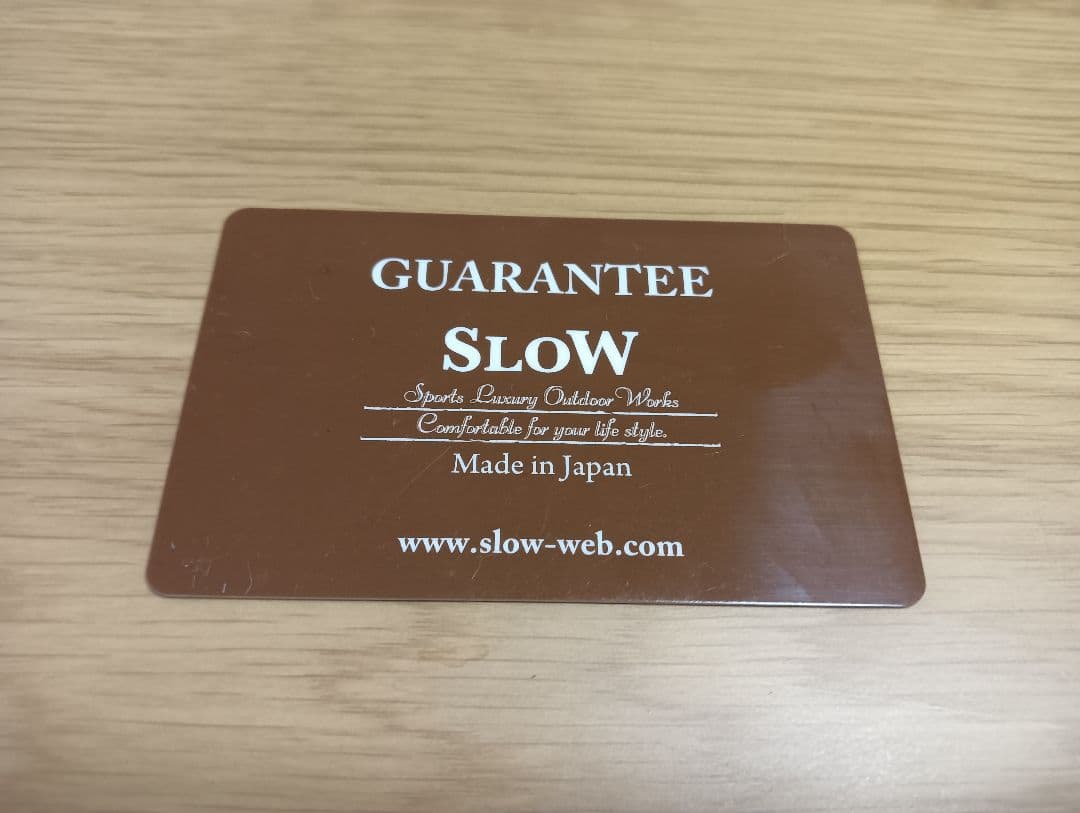 GUARANTEE
SLOW
Sports Luxury Outdoor Works
Comfortable for your life style.
Made in Japan
www.slow-web.com